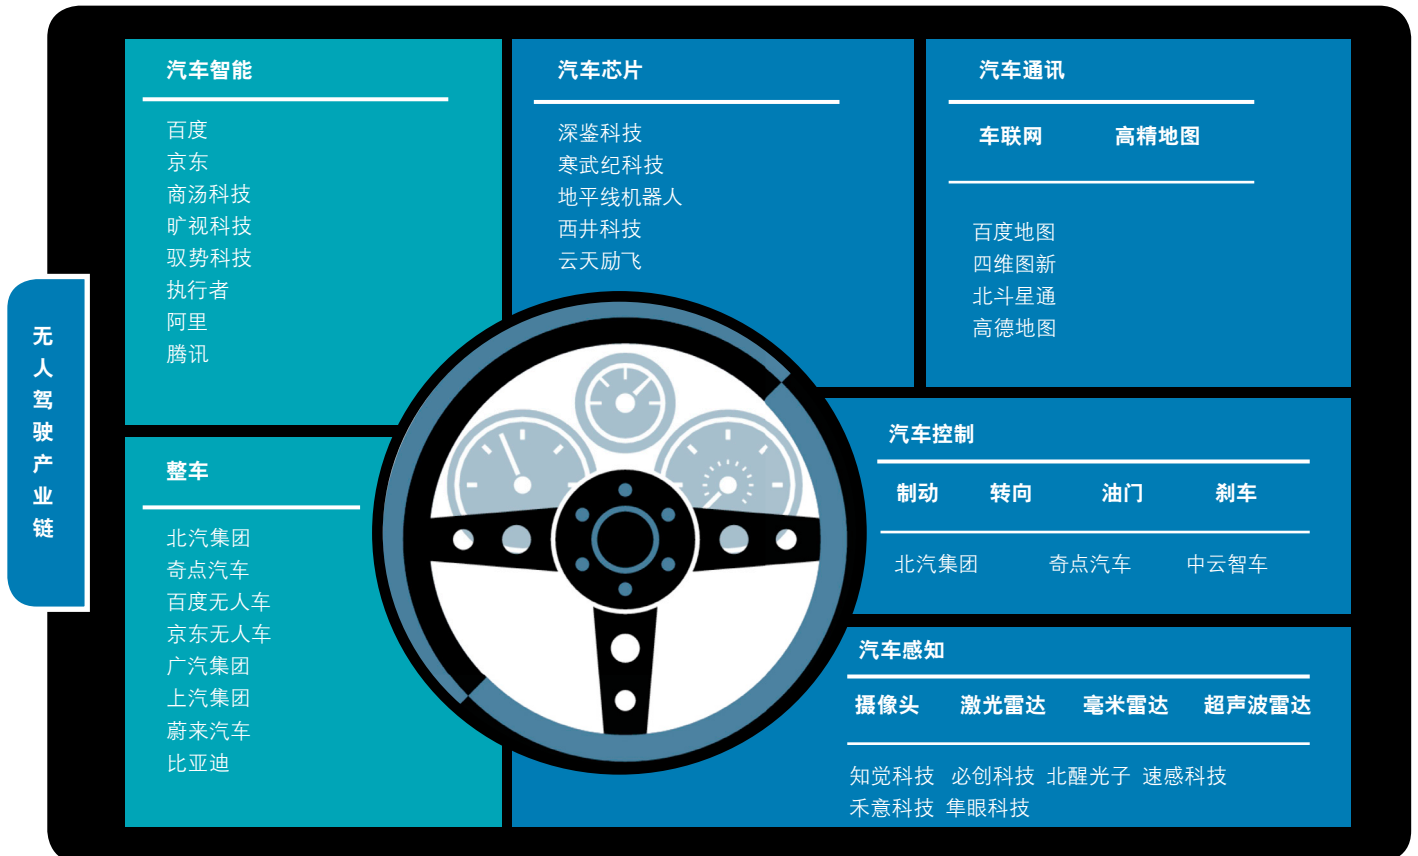 无人驾驶产业链
汽车智能
百度
京东
商汤科技
旷视科技
驭势科技
执行者
阿里
腾讯
汽车芯片
深鉴科技
寒武纪科技
地平线机器人
西井科技
云天励飞
汽车通讯
车联网 高精地图
百度地图
四维图新
北斗星通
高德地图
整车
北汽集团
奇点汽车
百度无人车
京东无人车
广汽集团
上汽集团
蔚来汽车
比亚迪
汽车控制
制动 转向 油门 刹车
北汽集团 奇点汽车 中云智车
汽车感知
摄像头 激光雷达 毫米雷达 超声波雷达
知觉科技 必创科技 北醒光子 速感科技
禾意科技 隼眼科技